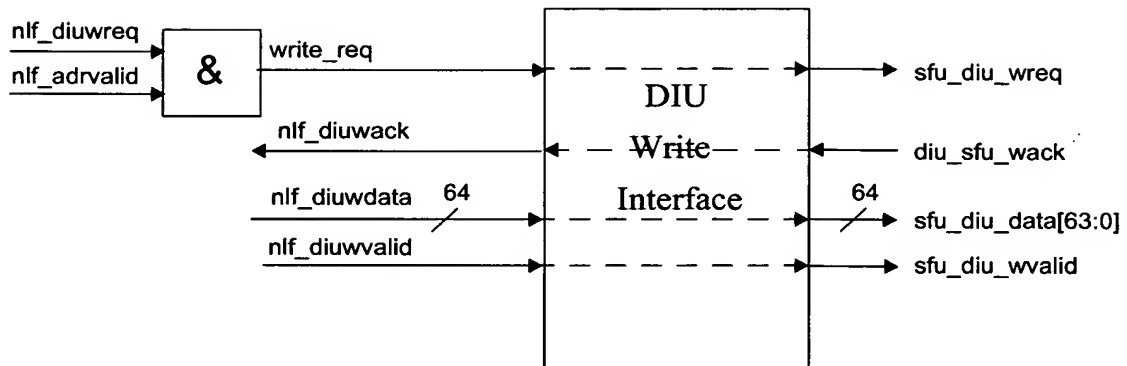 nlf_diuwreq
nlf_adrvalid
&
write_req
sfu_diu_wreq
DIU
Write
Interface
nlf_diuwack
diu_sfu_wack
nlf_diuwdata
64
64
sfu_diu_data[63:0]
nlf_diuwvalid
sfu_diu_wvalid